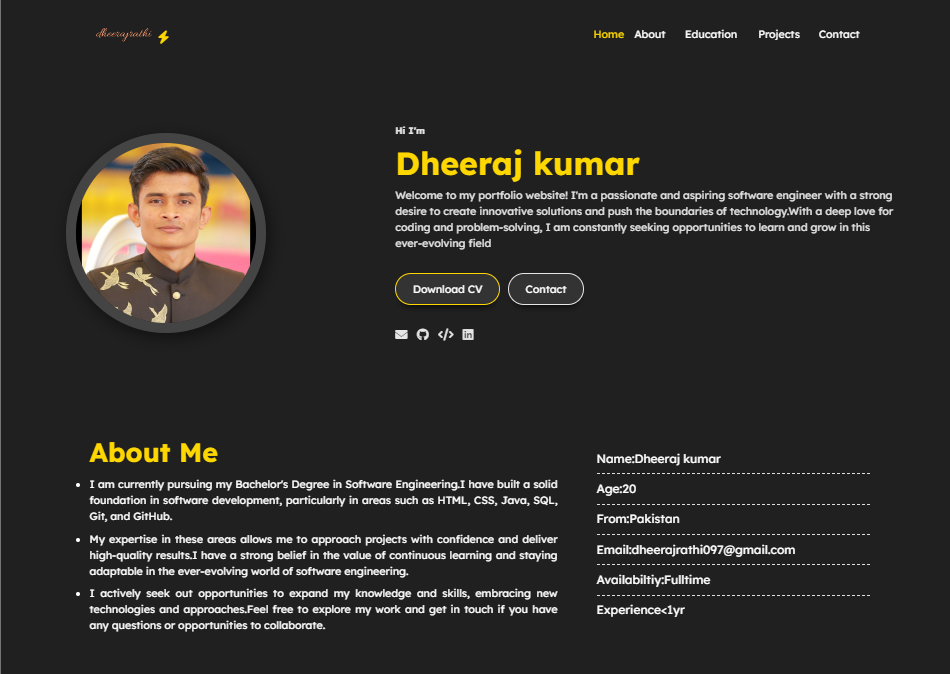 dheerajrathi
Home About Education Projects Contact
Hi I'm
Dheeraj kumar
Welcome to my portfolio website! I'm a passionate and aspiring software engineer with a strong
desire to create innovative solutions and push the boundaries of technology.With a deep love for
coding and problem-solving, I am constantly seeking opportunities to learn and grow in this
ever-evolving field
Download CV Contact
About Me
I am currently pursuing my Bachelor's Degree in Software Engineering.I have built a solid
foundation in software development, particularly in areas such as HTML, CSS, Java, SQL,
Git, and GitHub.
My expertise in these areas allows me to approach projects with confidence and deliver
high-quality results.I have a strong belief in the value of continuous learning and staying
adaptable in the ever-evolving world of software engineering.
I actively seek out opportunities to expand my knowledge and skills, embracing new
technologies and approaches.Feel free to explore my work and get in touch if you have
any questions or opportunities to collaborate.
Name:Dheeraj kumar
Age:20
From:Pakistan
Email:dheerajrathi097@gmail.com
Availabiltiy:Fulltime
Experience<1yr